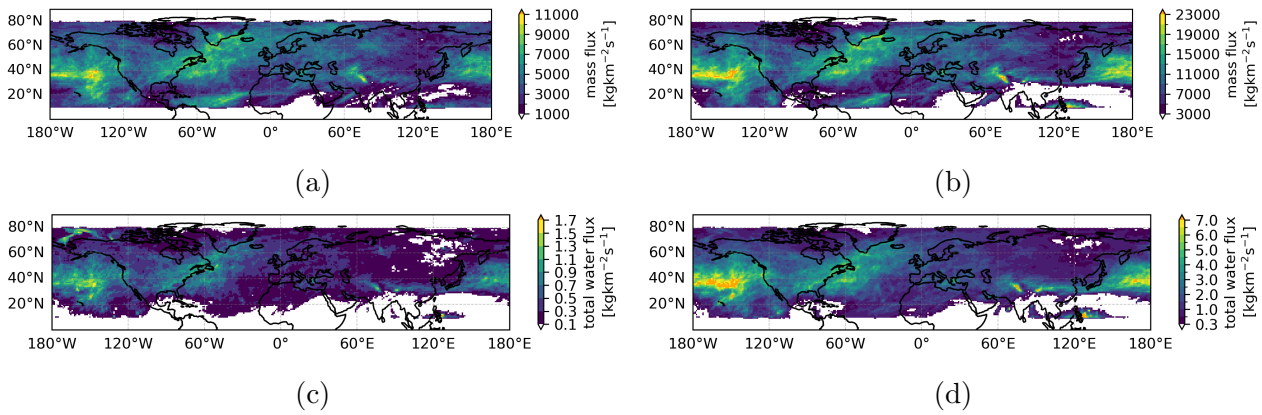 80°N
60°N
40°N
20°N
180°W 120°W 60°W 0° 60°E 120°E 180°E
11000
9000
7000
5000
3000
1000
mass flux
[kgkm⁻²s⁻¹]
(a)
80°N
60°N
40°N
20°N
180°W 120°W 60°W 0° 60°E 120°E 180°E
23000
19000
15000
11000
7000
3000
mass flux
[kgkm⁻²s⁻¹]
(b)
80°N
60°N
40°N
20°N
180°W 120°W 60°W 0° 60°E 120°E 180°E
1.7
1.5
1.3
1.1
0.9
0.7
0.5
0.3
0.1
total water flux
[kgkm⁻²s⁻¹]
(c)
80°N
60°N
40°N
20°N
180°W 120°W 60°W 0° 60°E 120°E 180°E
7.0
6.0
5.0
4.0
3.0
2.0
1.0
0.3
total water flux
[kgkm⁻²s⁻¹]
(d)